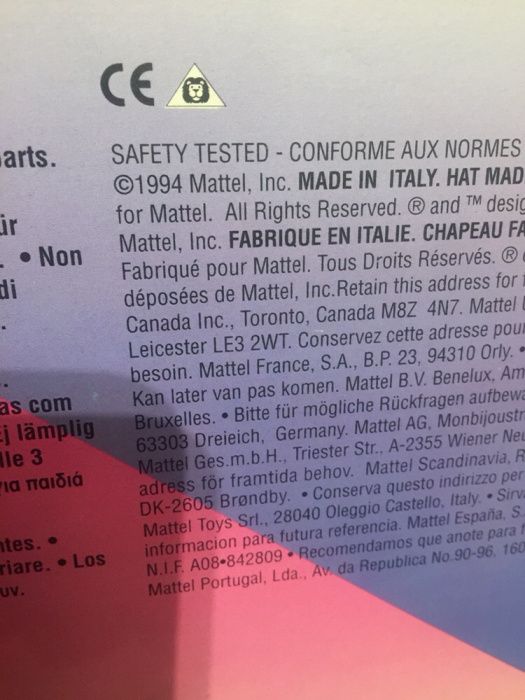 CE
arts.
ür
. • Non
di
.
as com
Ej lämplig
lle 3
για παιδιά
ntes. •
riare. • Los
uv.
SAFETY TESTED - CONFORME AUX NORMES
©1994 Mattel, Inc. MADE IN ITALY. HAT MAD
for Mattel. All Rights Reserved. ® and ™ desig
Mattel, Inc. FABRIQUE EN ITALIE. CHAPEAU FA
Fabriqué pour Mattel. Tous Droits Réservés. ®
déposées de Mattel, Inc.Retain this address for
Canada Inc., Toronto, Canada M8Z 4N7. Mattel
Leicester LE3 2WT. Conservez cette adresse pour
besoin. Mattel France, S.A., B.P. 23, 94310 Orly. •
Kan later van pas komen. Mattel B.V. Benelux, Am
Bruxelles. • Bitte für mögliche Rückfragen aufbewa
63303 Dreieich, Germany. Mattel AG, Monbijoustr
Mattel Ges.m.b.H., Triester Str., A-2355 Wiener Neu
adress för framtida behov. Mattel Scandinavia, R
DK-2605 Brøndby. • Conserva questo indirizzo per
Mattel Toys Srl., 28040 Oleggio Castello, Italy. • Sirv
informacion para futura referencia. Mattel España, S.
N.I.F. A08•842809 • Recomendamos que anote para
Mattel Portugal, Lda., Av. da Republica No.90-96. 160